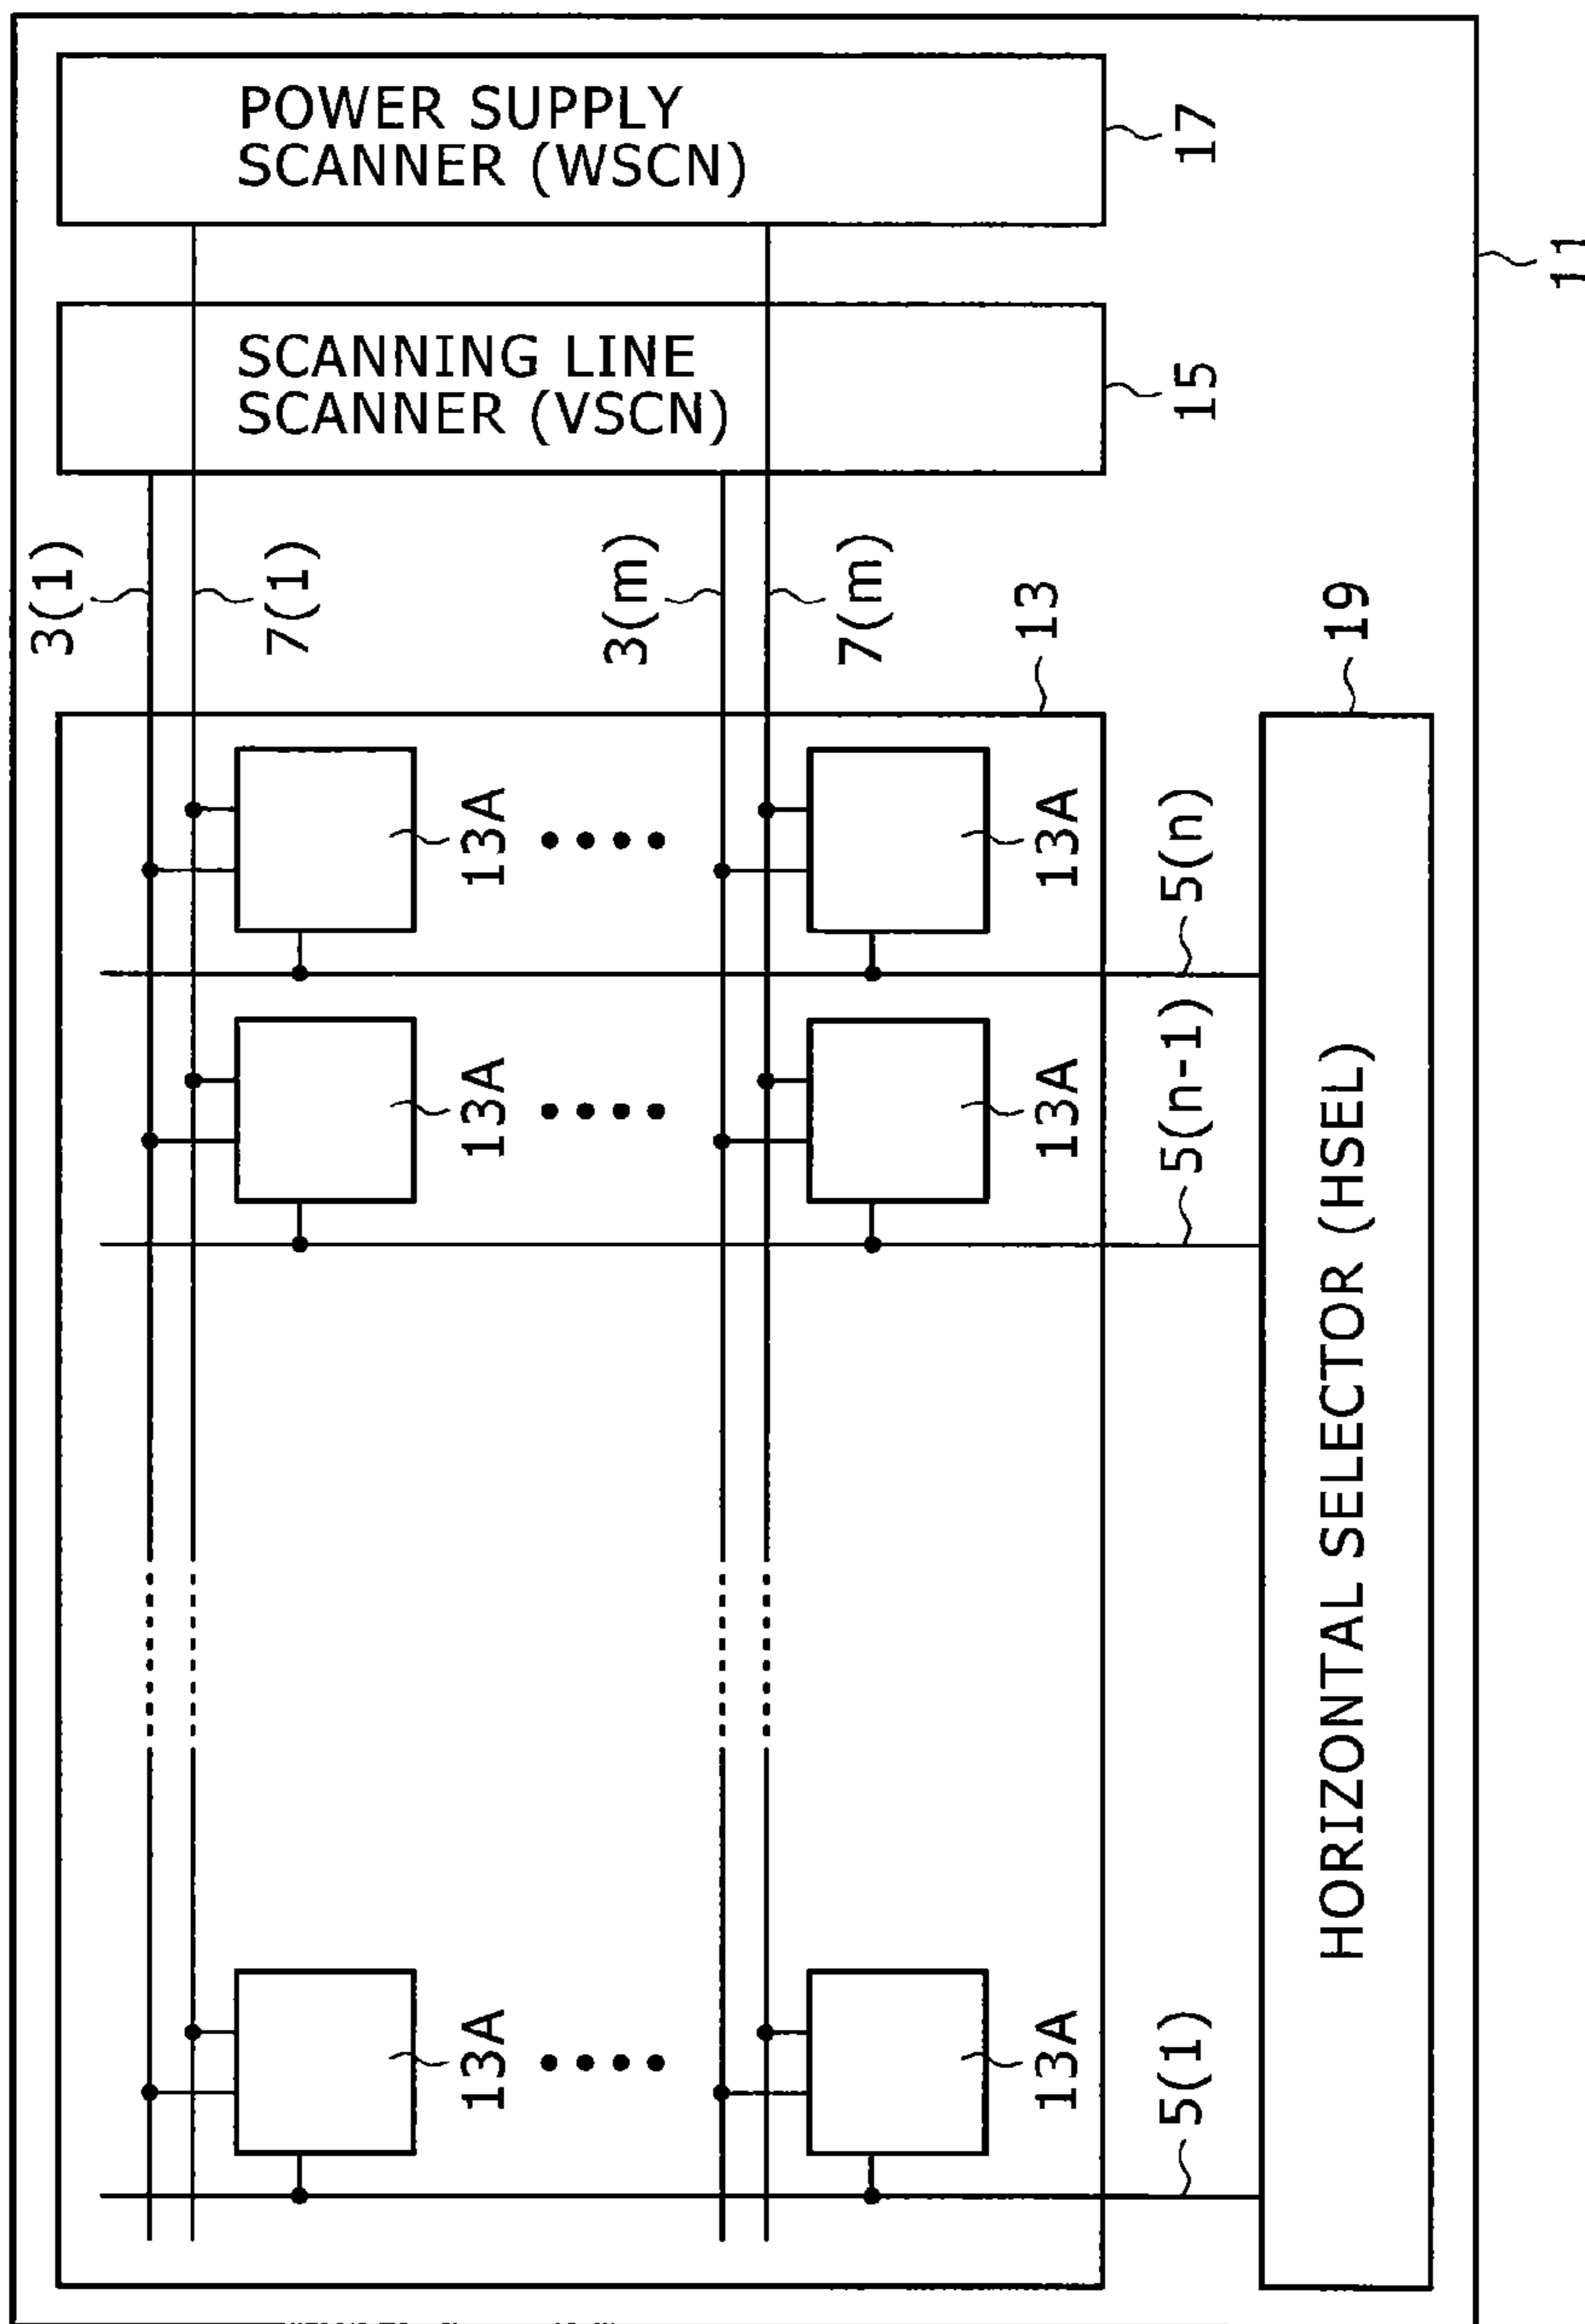 POWER SUPPLY
SCANNER (WSCN)
17
11
SCANNING LINE
SCANNER (VSCN)
15
3(1)
7(1)
3(m)
7(m)
13
19
13A
13A
5(n)
13A
13A
5(n-1)
HORIZONTAL SELECTOR (HSEL)
13A
13A
5(1)